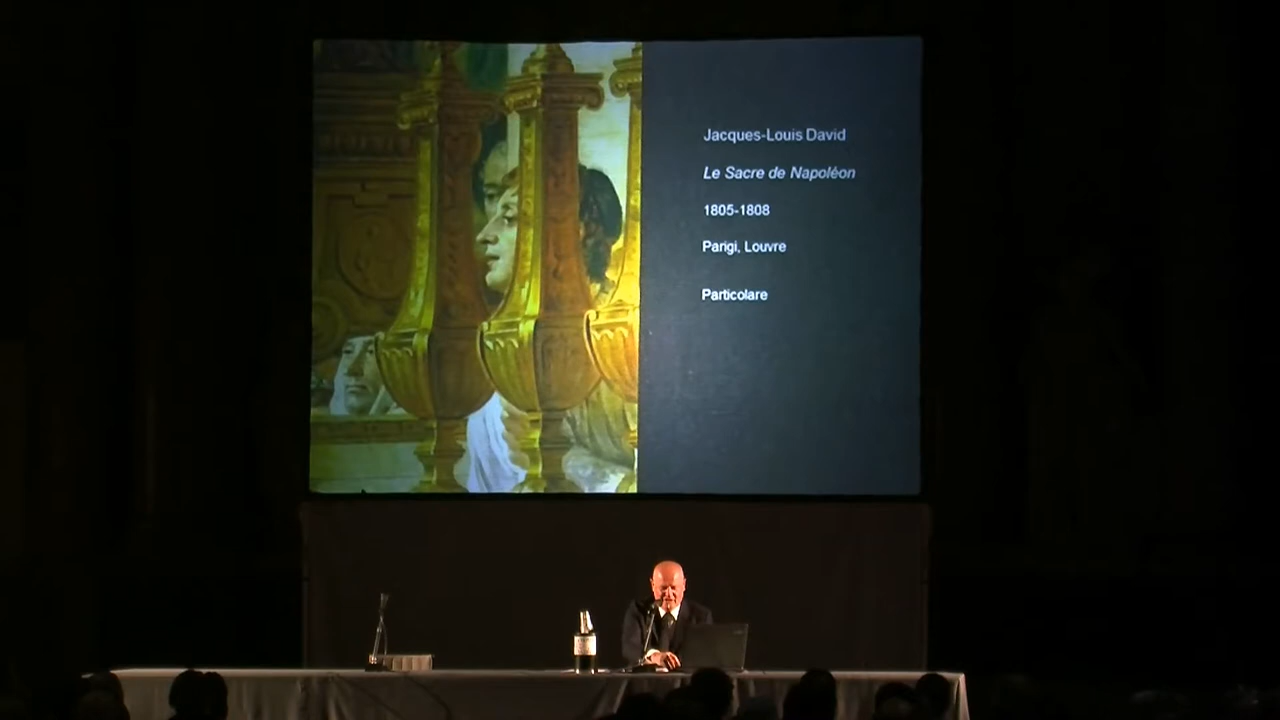 Jacques-Louis David
Le Sacre de Napoléon
1805-1808
Parigi, Louvre
Particolare